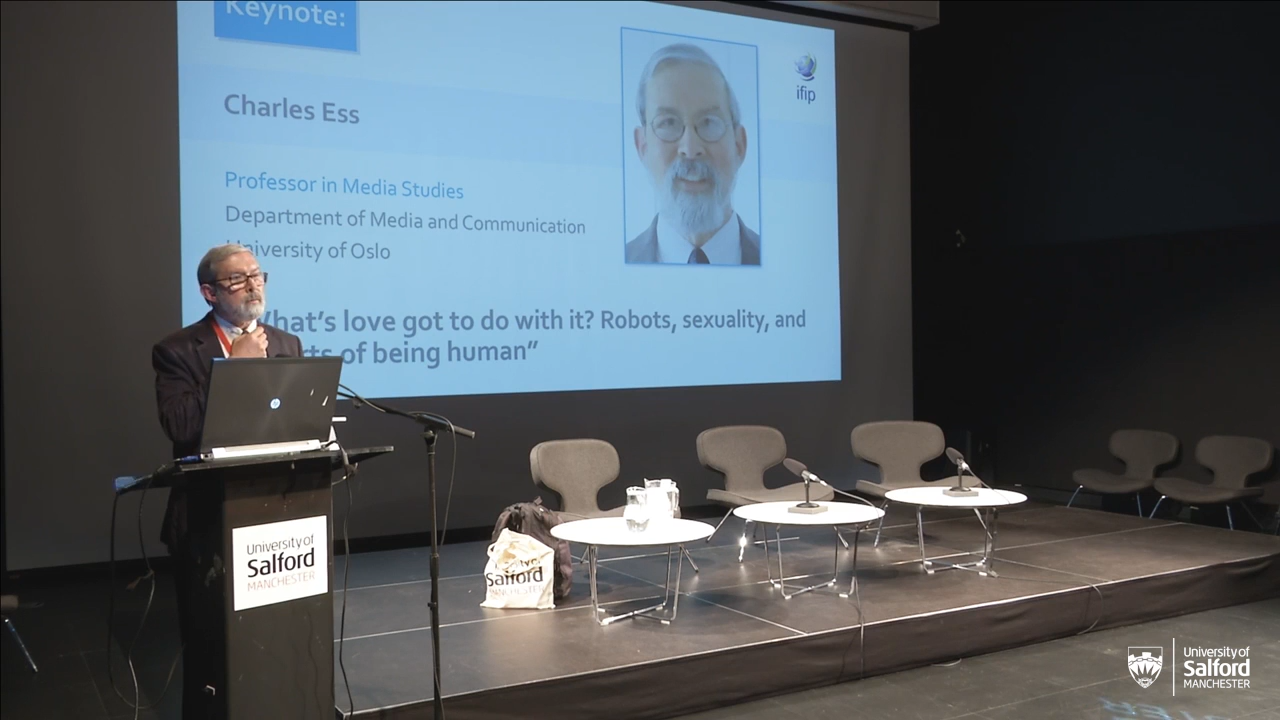 Keynote:
Charles Ess
ifip
Professor in Media Studies
Department of Media and Communication
University of Oslo
What's love got to do with it? Robots, sexuality, and
of being human”
University of
Salford
MANCHESTER
Salford
MANCHESTER
University of
Salford
MANCHESTER